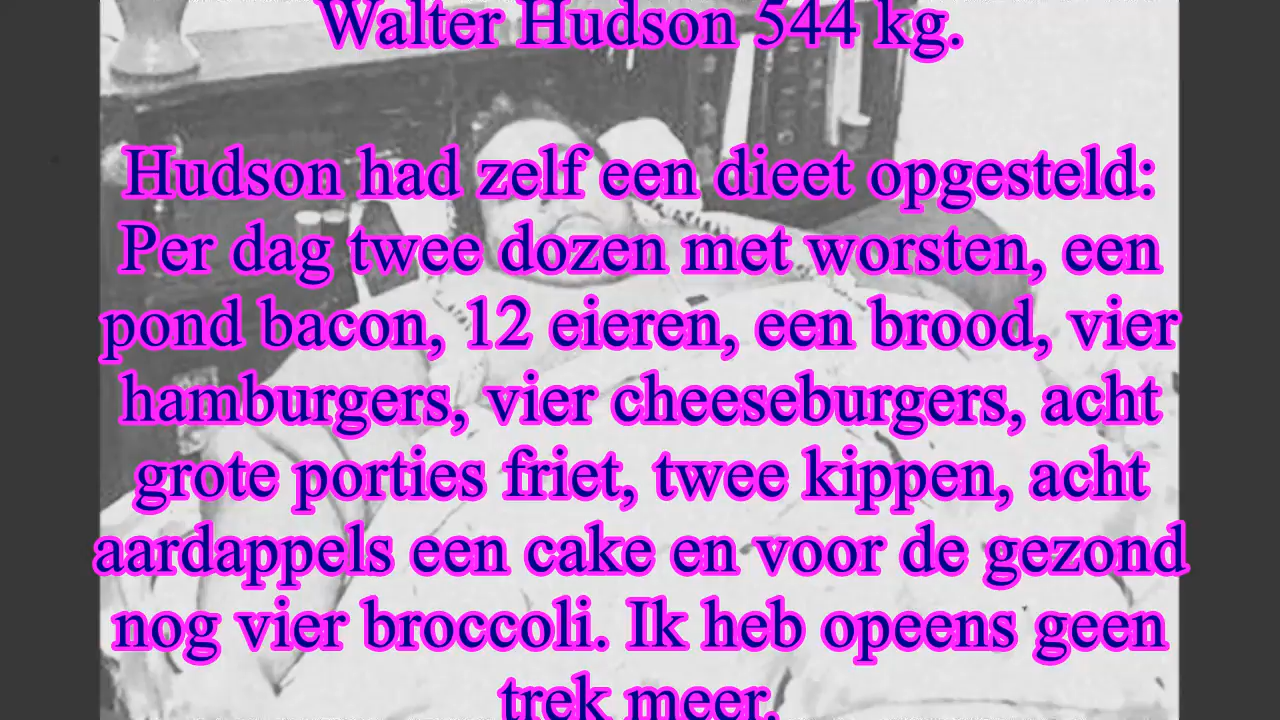 Walter Hudson 544 kg.
Hudson had zelf een dieet opgesteld:
Per dag twee dozen met worsten, een
pond bacon, 12 eieren, een brood, vier
hamburgers, vier cheeseburgers, acht
grote porties friet, twee kippen, acht
aardappels een cake en voor de gezond
nog vier broccoli. Ik heb opeens geen
trek meer.